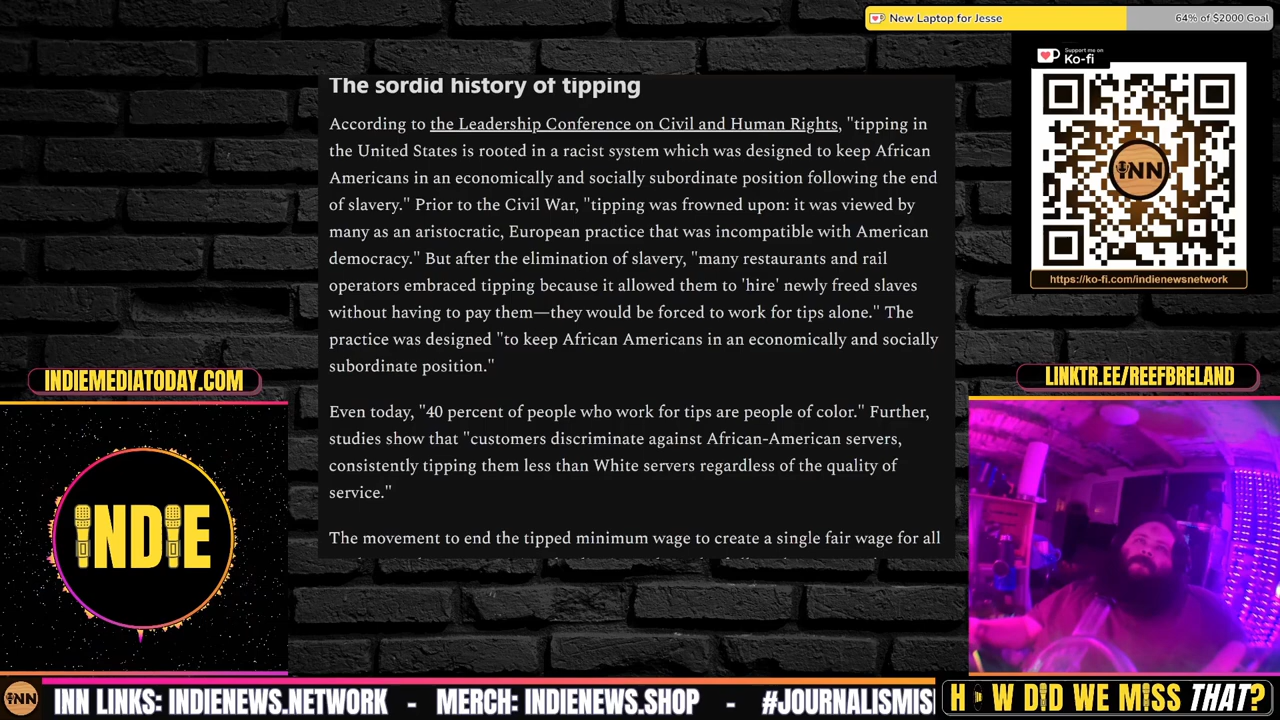 New Laptop for Jesse
64% of $2000 Goal
Support me on
Ko-fi
iNN
https://ko-fi.com/indienewsnetwork
The sordid history of tipping
According to the Leadership Conference on Civil and Human Rights, "tipping in
the United States is rooted in a racist system which was designed to keep African
Americans in an economically and socially subordinate position following the end
of slavery." Prior to the Civil War, "tipping was frowned upon: it was viewed by
many as an aristocratic, European practice that was incompatible with American
democracy." But after the elimination of slavery, "many restaurants and rail
operators embraced tipping because it allowed them to 'hire' newly freed slaves
without having to pay them—they would be forced to work for tips alone." The
practice was designed "to keep African Americans in an economically and socially
subordinate position."
Even today, "40 percent of people who work for tips are people of color." Further,
studies show that "customers discriminate against African-American servers,
consistently tipping them less than White servers regardless of the quality of
service."
The movement to end the tipped minimum wage to create a single fair wage for all
INDIEMEDIATODAY.COM
LINKTR.EE/REEFBRELAND
INDIE
iNN
INN LINKS: INDIENEWS.NETWORK - MERCH: INDIENEWS.SHOP - #JOURNALISMIS
HOW DID WE MISS THAT?